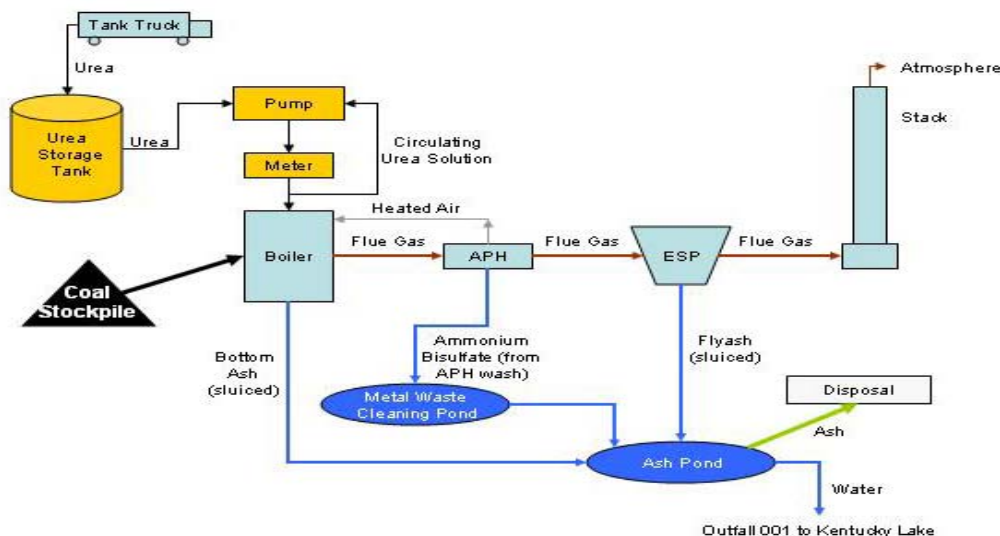 Tank Truck
Urea
Urea
Storage
Tank
Urea
Pump
Meter
Circulating
Urea Solution
Atmosphere
Stack
Heated Air
Boiler
Flue Gas
APH
Flue Gas
ESP
Flue Gas
Coal
Stockpile
Bottom
Ash
(sluiced)
Ammonium
Bisulfate (from
APH wash)
Flyash
(sluiced)
Metal Waste
Cleaning Pond
Disposal
Ash
Ash Pond
Water
Outfall 001 to Kentucky Lake